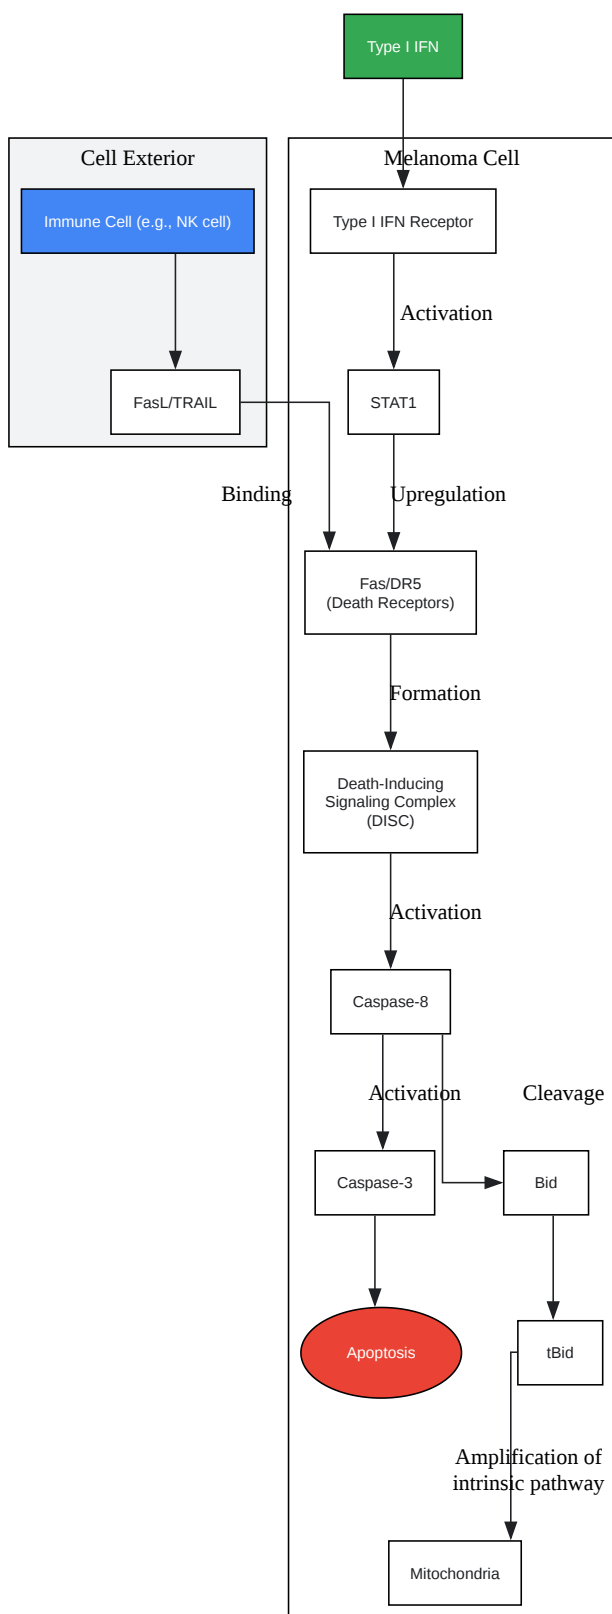 Type I IFN
Cell Exterior
Melanoma Cell
Immune Cell (e.g., NK cell)
Type I IFN Receptor
Activation
FasL/TRAIL
STAT1
Binding
Upregulation
Fas/DR5
(Death Receptors)
Formation
Death-Inducing
Signaling Complex
(DISC)
Activation
Caspase-8
Activation
Cleavage
Caspase-3
Bid
Apoptosis
tBid
Amplification of
intrinsic pathway
Mitochondria